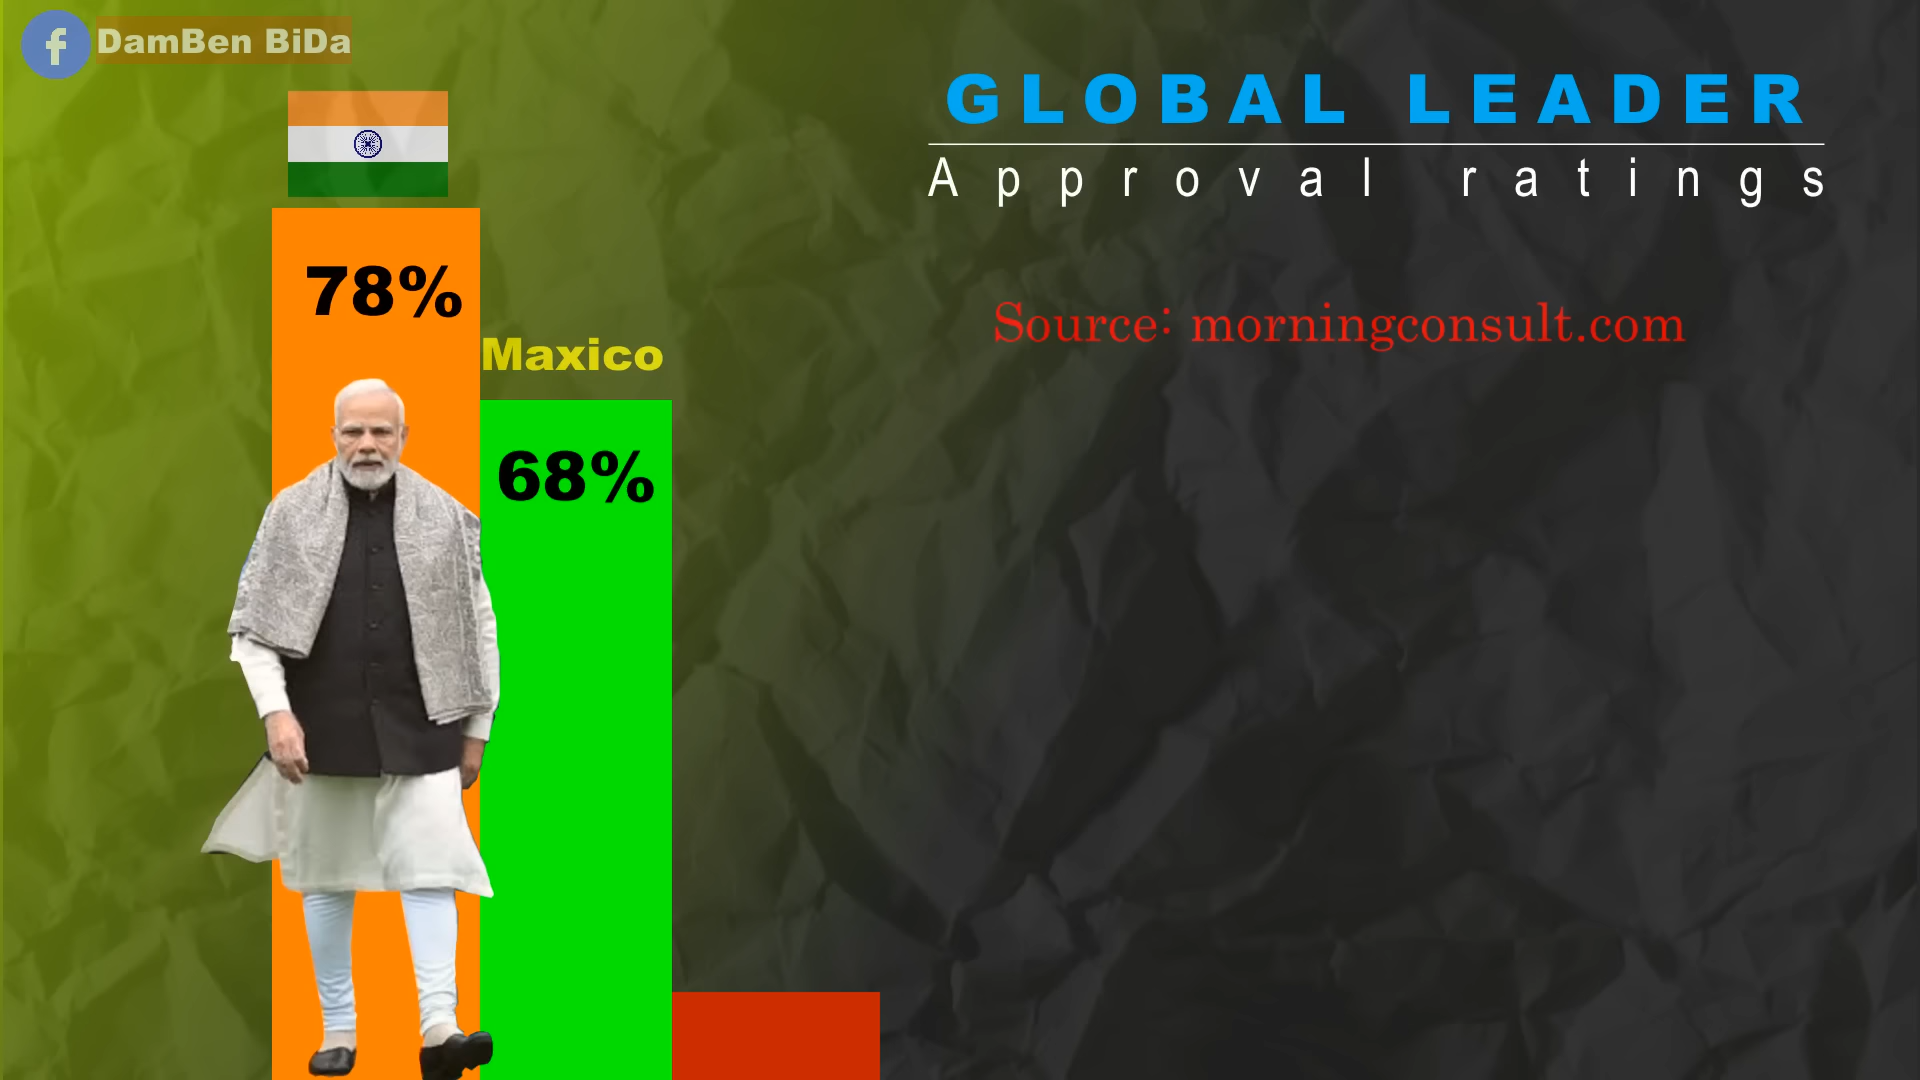 f DamBen BiDa
GLOBAL LEADER
Approval ratings
78%
Source: morningconsult.com
Maxico
68%